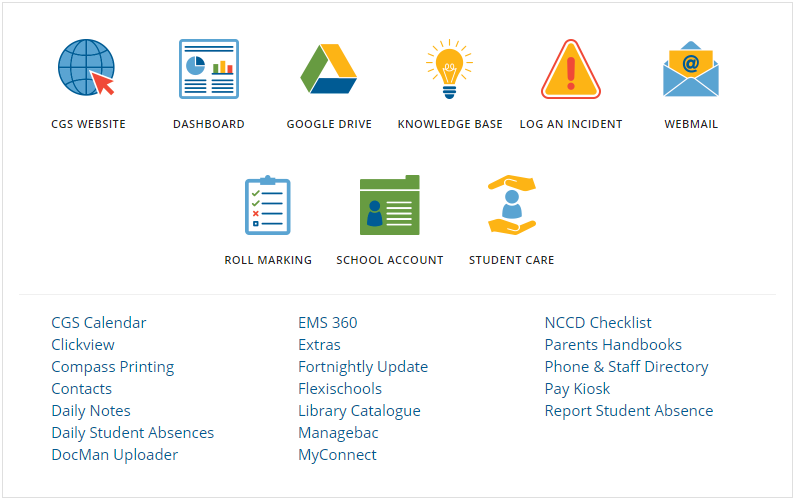 @
CGS WEBSITE
DASHBOARD
GOOGLE DRIVE
KNOWLEDGE BASE
LOG AN INCIDENT
WEBMAIL
ROLL MARKING
SCHOOL ACCOUNT
STUDENT CARE
CGS Calendar
Clickview
Compass Printing
Contacts
Daily Notes
Daily Student Absences
DocMan Uploader
EMS 360
Extras
Fortnightly Update
Flexischools
Library Catalogue
Managebac
MyConnect
NCCD Checklist
Parents Handbooks
Phone & Staff Directory
Pay Kiosk
Report Student Absence